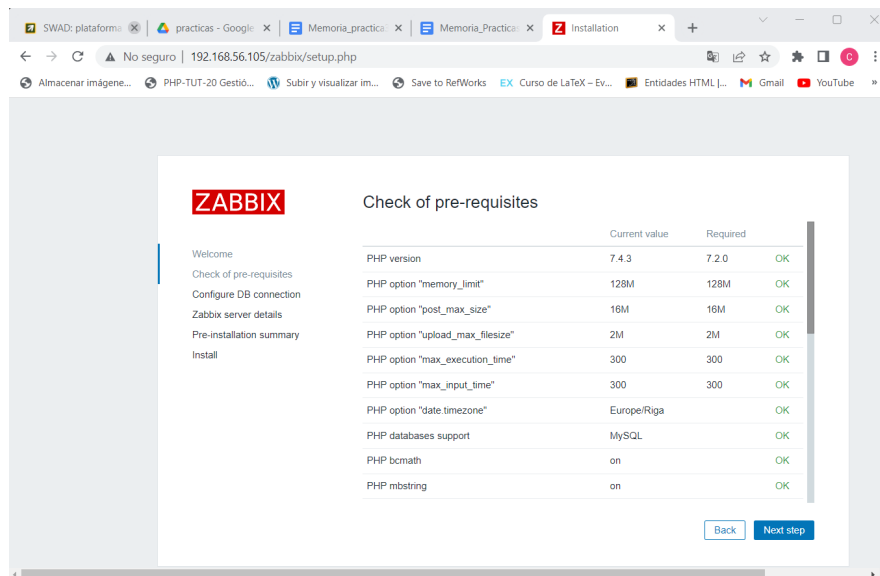 SWAD: plataforma
practicas - Google
Memoria_practica
Memoria_Practica
Installation
No seguro | 192.168.56.105/zabbix/setup.php
C
Almacenar imágene...
PHP-TUT-20 Gestió...
Subir y visualizar im...
Save to RefWorks
EX Curso de LaTeX – Ev...
Entidades HTML |...
Gmail
YouTube
»
ZABBIX
Check of pre-requisites
Welcome
Check of pre-requisites
Configure DB connection
Zabbix server details
Pre-installation summary
Install
Current value Required
PHP version 7.4.3 7.2.0 OK
PHP option "memory_limit" 128M 128M OK
PHP option "post_max_size" 16M 16M OK
PHP option "upload_max_filesize" 2M 2M OK
PHP option "max_execution_time" 300 300 OK
PHP option "max_input_time" 300 300 OK
PHP option "date.timezone" Europe/Riga OK
PHP databases support MySQL OK
PHP bcmath on OK
PHP mbstring on OK
Back
Next step